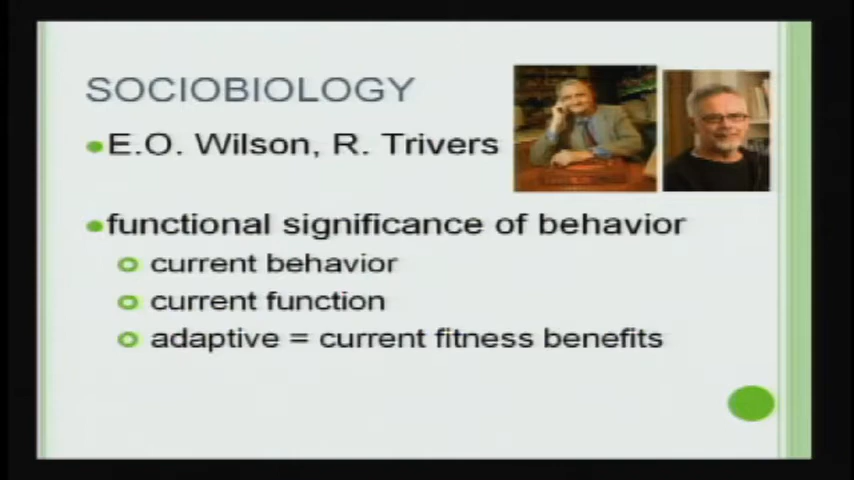 SOCIOBIOLOGY
E.O. Wilson, R. Trivers
functional significance of behavior
current behavior
current function
adaptive = current fitness benefits